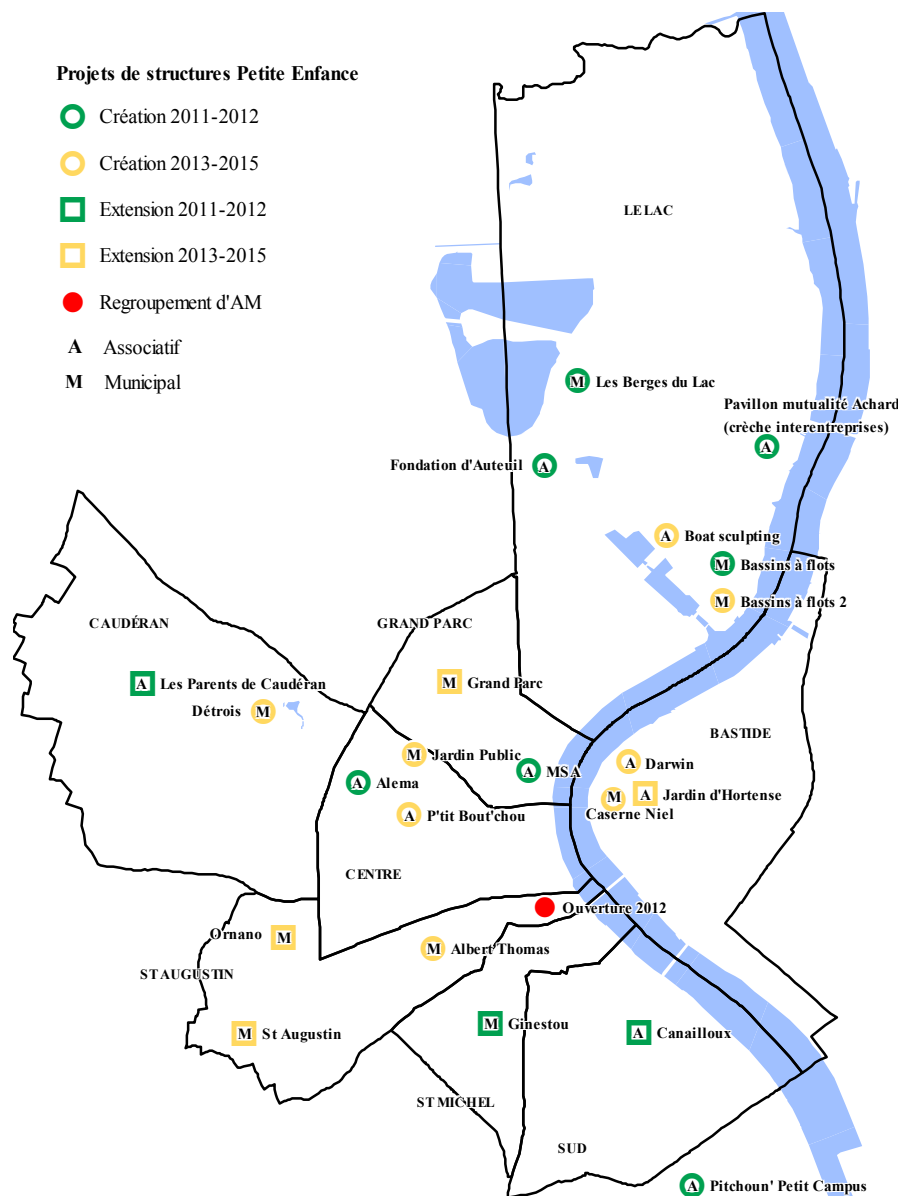 Projets de structures Petite Enfance
Création 2011-2012
Création 2013-2015
Extension 2011-2012
Extension 2013-2015
Regroupement d'AM
A Associatif
M Municipal
LE LAC
M Les Berges du Lac
Pavillon mutualité Achard
(crèche interentreprises)
A
Fondation d'Auteuil A
A Boat sculpting
M Bassins à flots
M Bassins à flots 2
CAUDÉRAN
GRAND PARC
A Les Parents de Caudéran
M Grand Parc
Détrois M
BASTIDE
M Jardin Public
A Darwin
A MSA
A Alema
A Jardin d'Hortense
M
Caserne Niel
A P'tit Bout'chou
CENTRE
Ouverture 2012
Ornano M
M Albert Thomas
ST AUGUSTIN
M Ginestou
M St Augustin
A Canailloux
ST MICHEL
SUD
A Pitchoun' Petit Campus